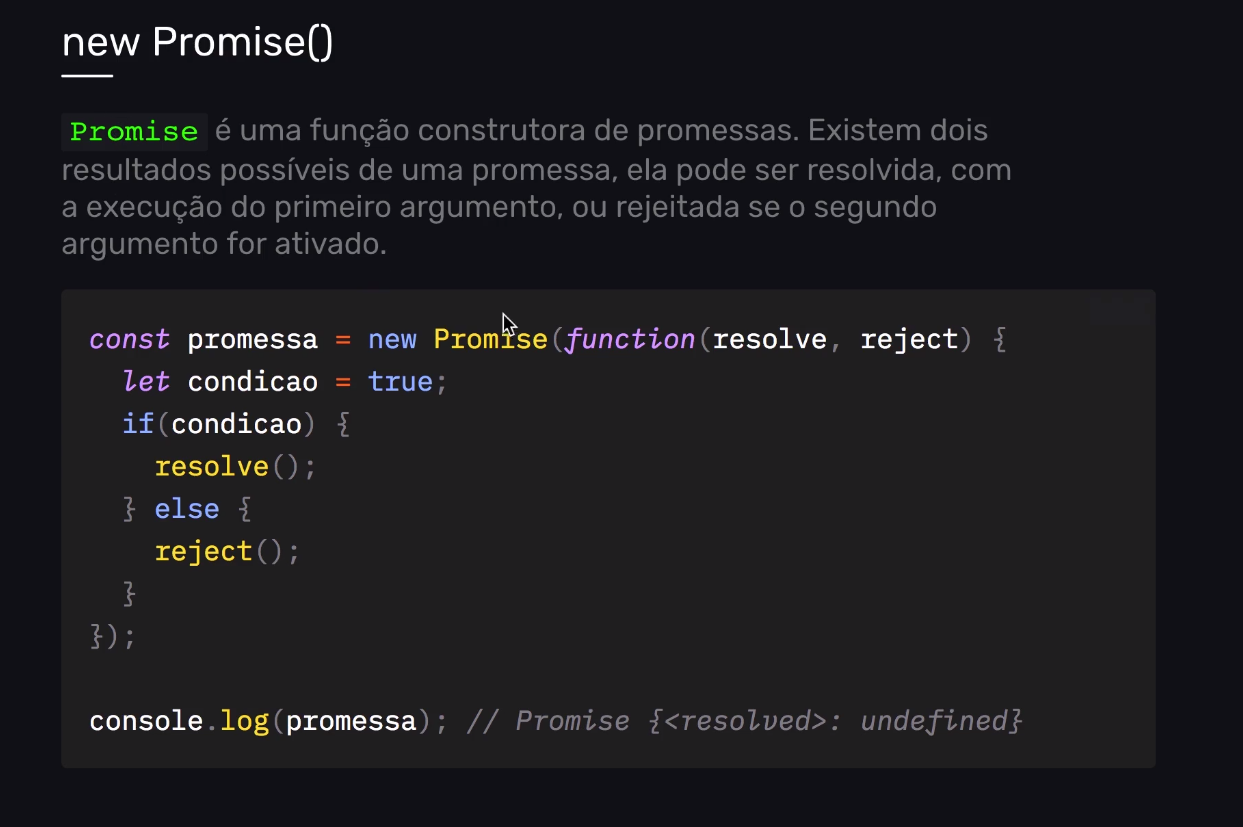 new Promise()
Promise é uma função construtora de promessas. Existem dois
resultados possíveis de uma promessa, ela pode ser resolvida, com
a execução do primeiro argumento, ou rejeitada se o segundo
argumento for ativado.
const promessa = new Promise(function(resolve, reject) {
  let condicao = true;
  if(condicao) {
    resolve();
  } else {
    reject();
  }
});
console.log(promessa); // Promise {<resolved>: undefined}